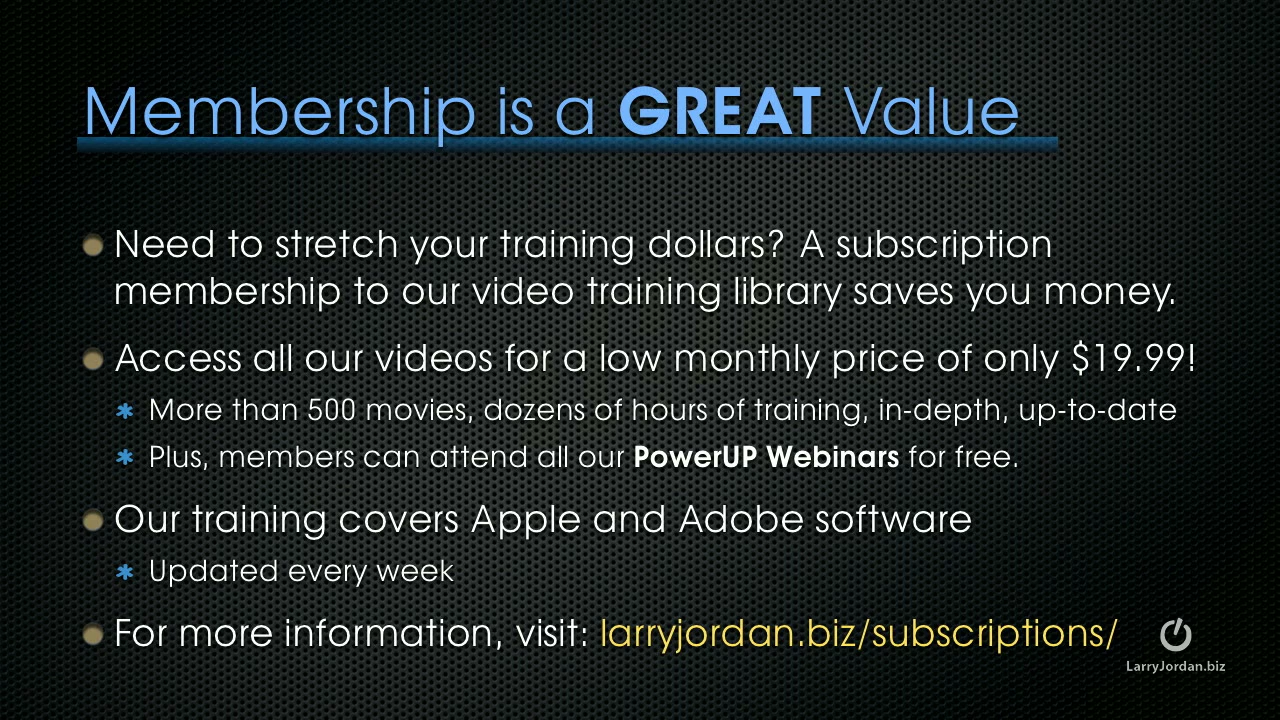 Membership is a GREAT Value
Need to stretch your training dollars? A subscription
membership to our video training library saves you money.
Access all our videos for a low monthly price of only $19.99!
More than 500 movies, dozens of hours of training, in-depth, up-to-date
Plus, members can attend all our PowerUP Webinars for free.
Our training covers Apple and Adobe software
Updated every week
For more information, visit: larryjordan.biz/subscriptions/
LarryJordan.biz